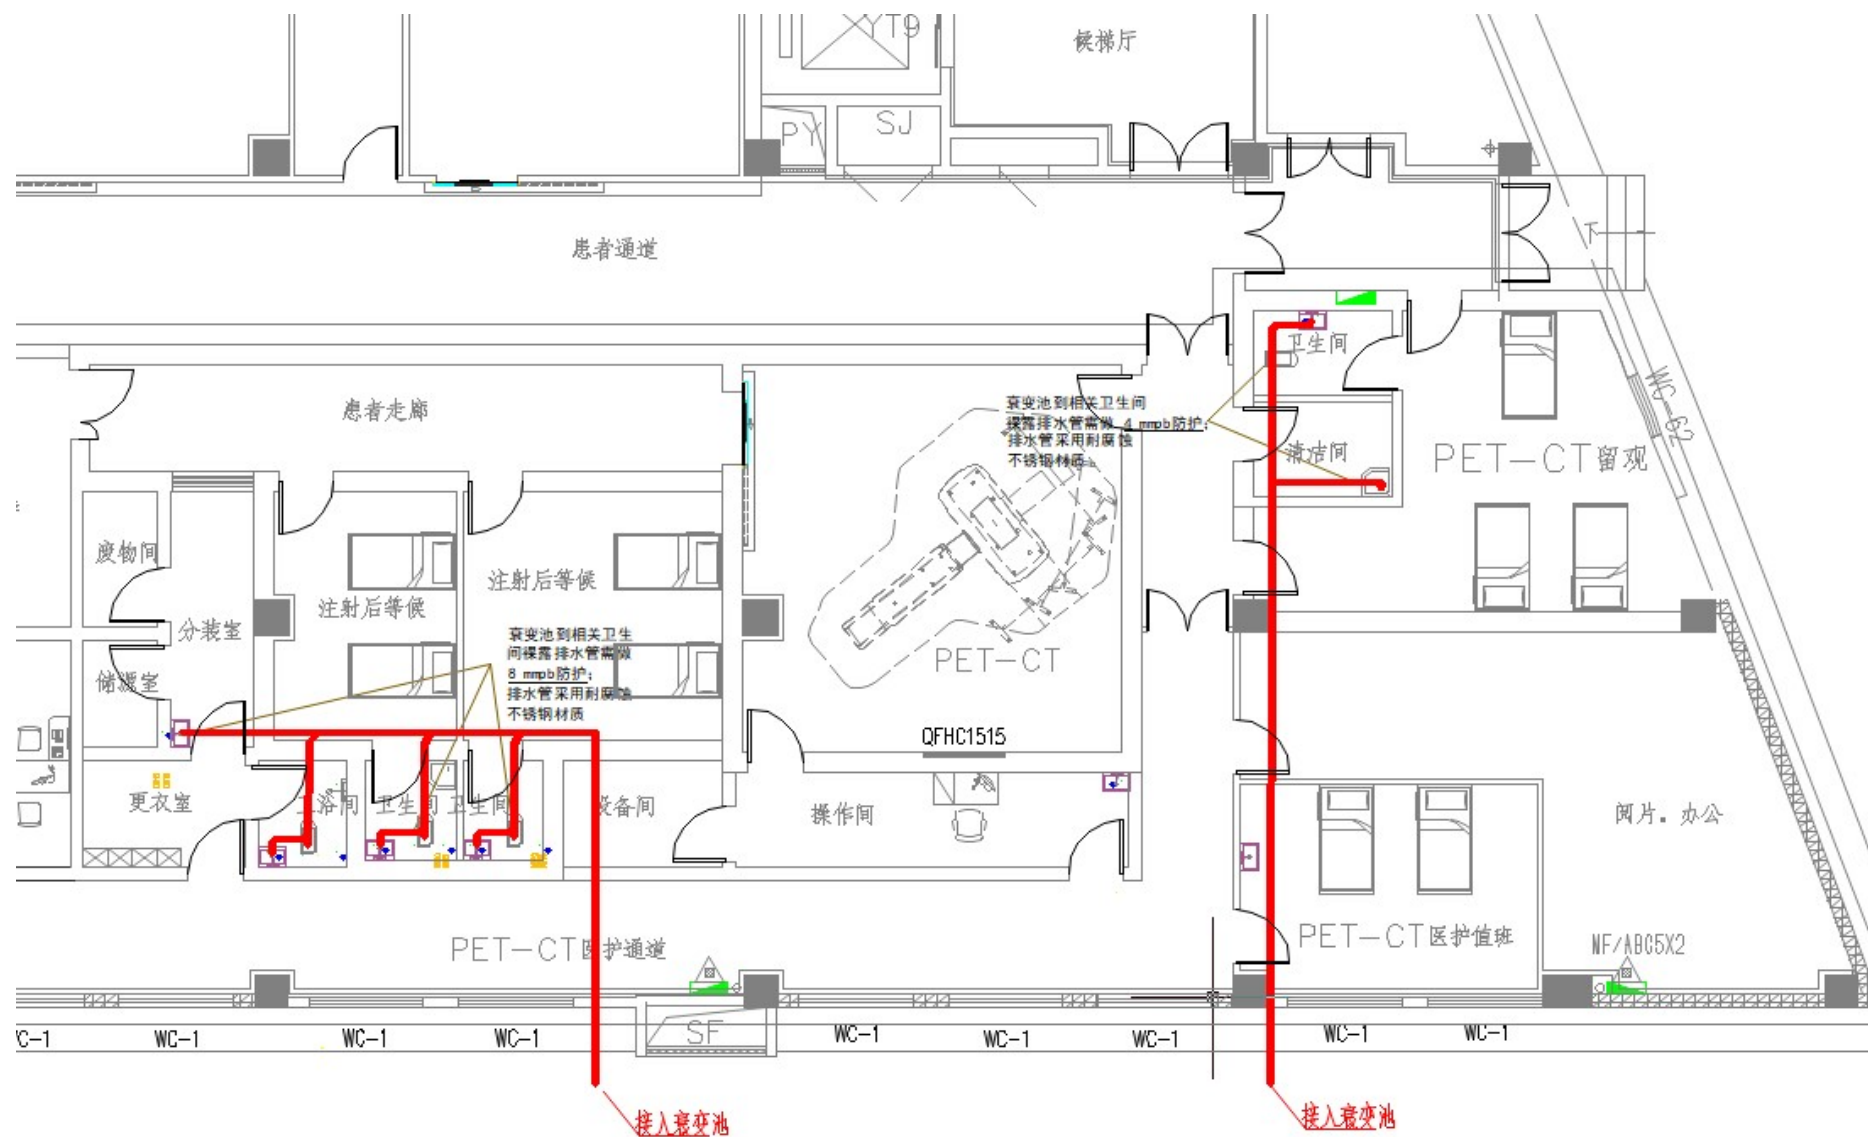 YT9
候梯厅
PY
SJ
患者通道
下
卫生间
WC-62
患者走廊
衰变池到相关卫生间
裸露排水管需做 4 mmpb防护;
排水管采用耐腐蚀
不锈钢材质。
清洁间
PET-CT留观
废物间
注射后等候
注射后等候
分装室
衰变池到相关卫生
间裸露排水管需做
8 mmpb防护;
排水管采用耐腐蚀
不锈钢材质
PET-CT
储源室
QFHC1515
更衣室
卫浴间
卫生间
卫生间
设备间
操作间
阅片。办公
PET-CT医护通道
PET-CT医护值班
MF/ABC5X2
SF
WC-1
WC-1
WC-1
WC-1
WC-1
WC-1
WC-1
WC-1
接入衰变池
接入衰变池